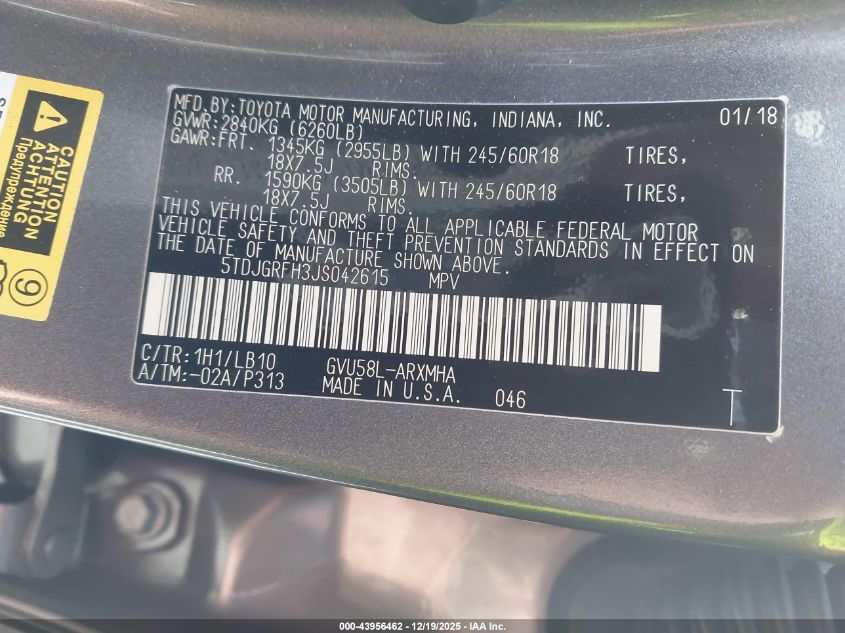 MFD.BY:TOYOTA MOTOR MANUFACTURING, INDIANA, INC. 01/18
GVWR:2840KG (6260LB)
GAWR:FRT. 1345KG (2955LB) WITH 245/60R18 TIRES,
18X7.5J RIMS.
RR. 1590KG (3505LB) WITH 245/60R18 TIRES,
18X7.5J RIMS.
THIS VEHICLE CONFORMS TO ALL APPLICABLE FEDERAL MOTOR
VEHICLE SAFETY AND THEFT PREVENTION STANDARDS IN EFFECT ON
THE DATE OF MANUFACTURE SHOWN ABOVE.
5TDJGRFH3JS042615 MPV
C/TR:1H1/LB10 GVU58L-ARXMHA
A/TM:-02A/P313 MADE IN U.S.A. 046
T
CAUTION
ATTENTION
ACHTUNG
Предупреждение
9
000-43956462 - 12/19/2025 - IAA Inc.